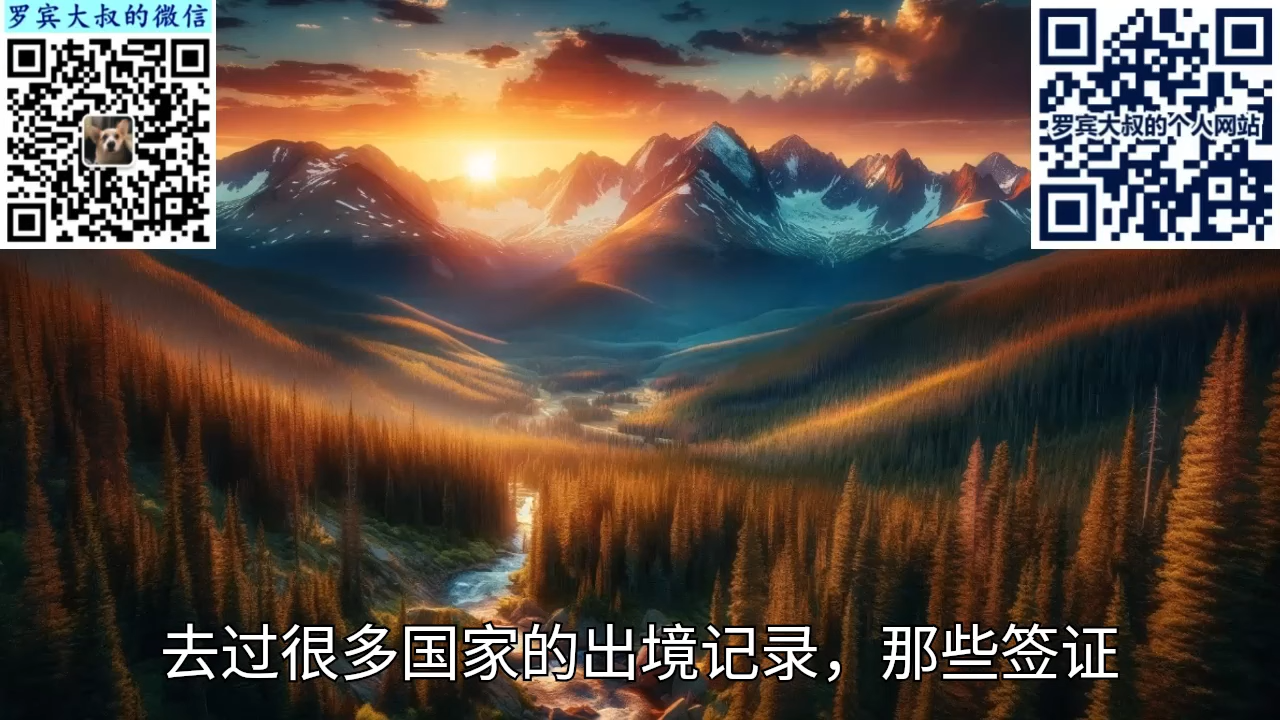 罗宾大叔的微信
罗宾大叔的个人网站
去过很多国家的出境记录，那些签证